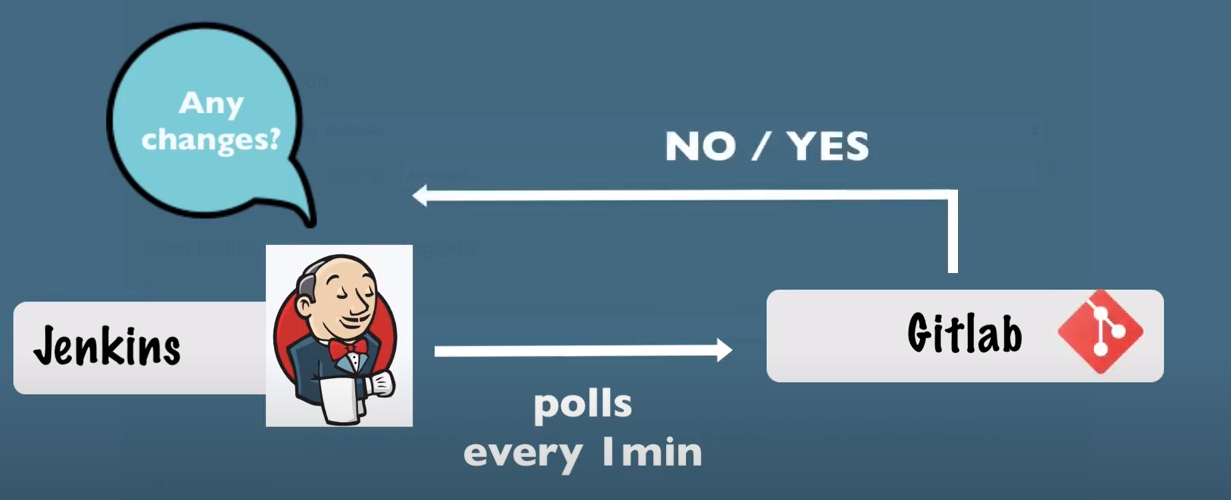 Any
changes?
NO / YES
Jenkins
Gitlab
polls
every 1min